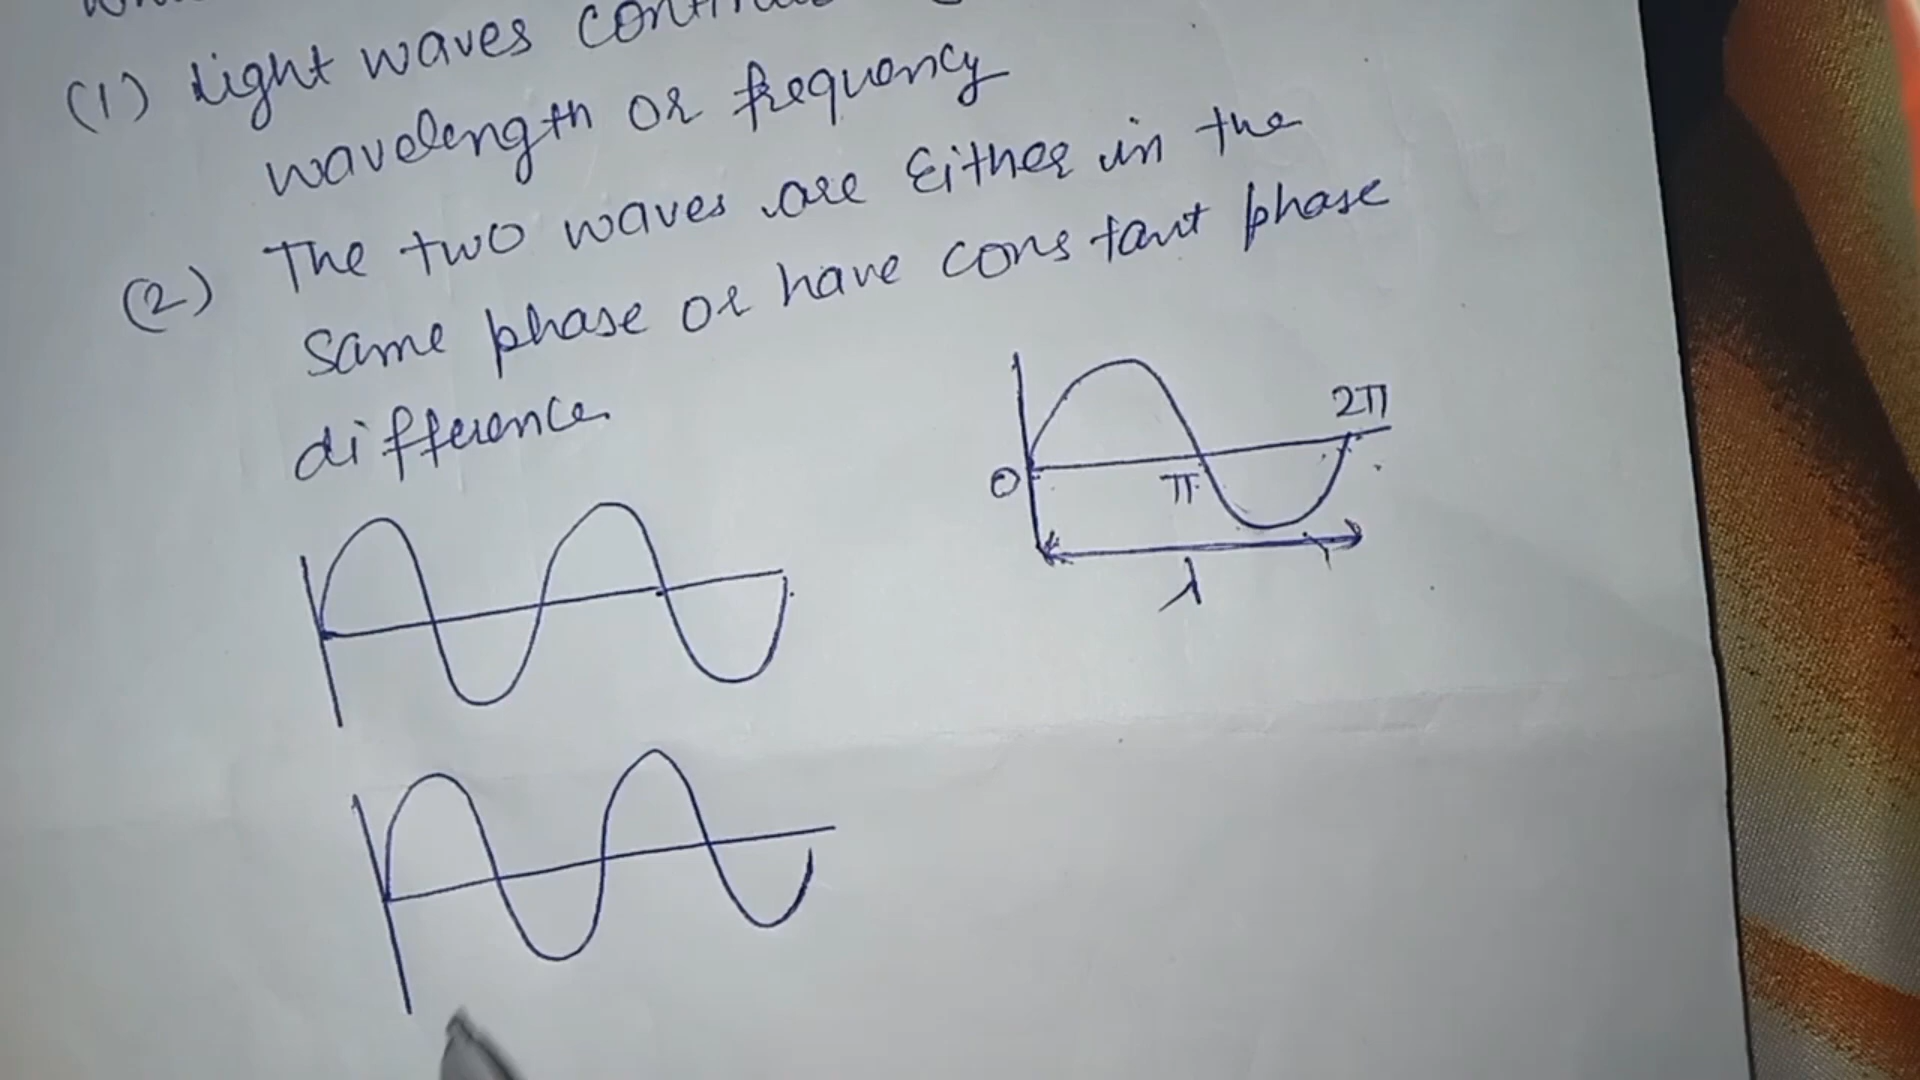 (1) Light waves
wavelength or frequency
(2) The two waves are Either in the
same phase or have constant phase
difference
2π
0
π
λ